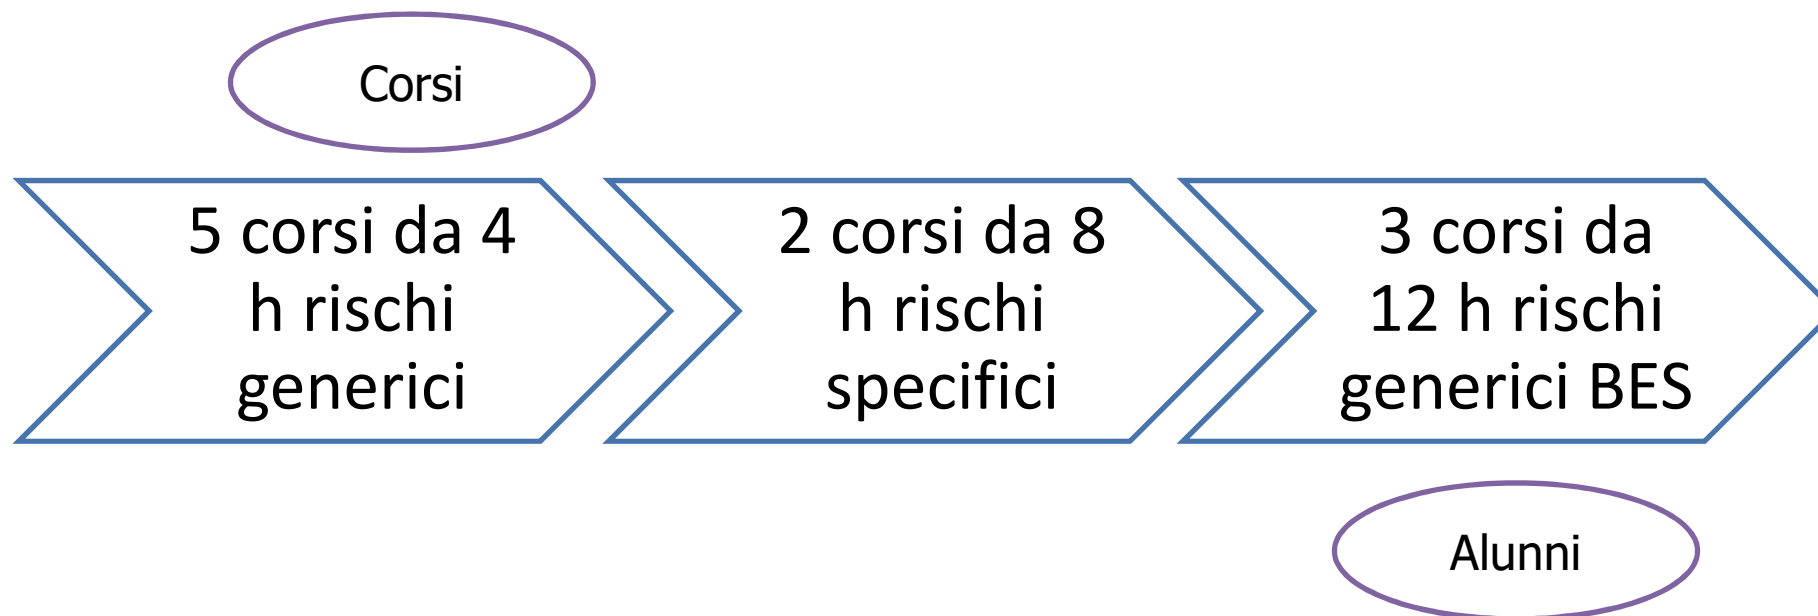 Corsi
5 corsi da 4
h rischi
generici
2 corsi da 8
h rischi
specifici
3 corsi da
12 h rischi
generici BES
Alunni